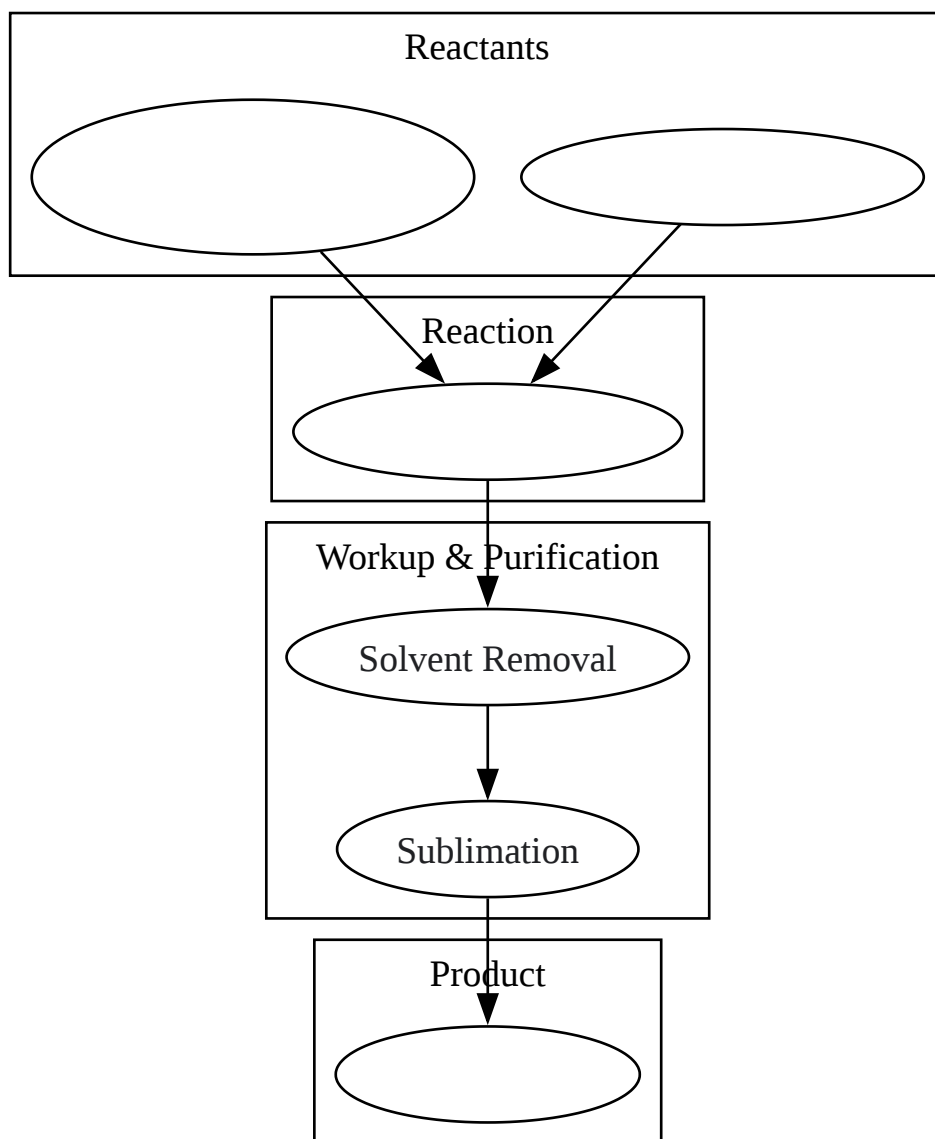 Reactants
Reaction
Workup & Purification
Solvent Removal
Sublimation
Product